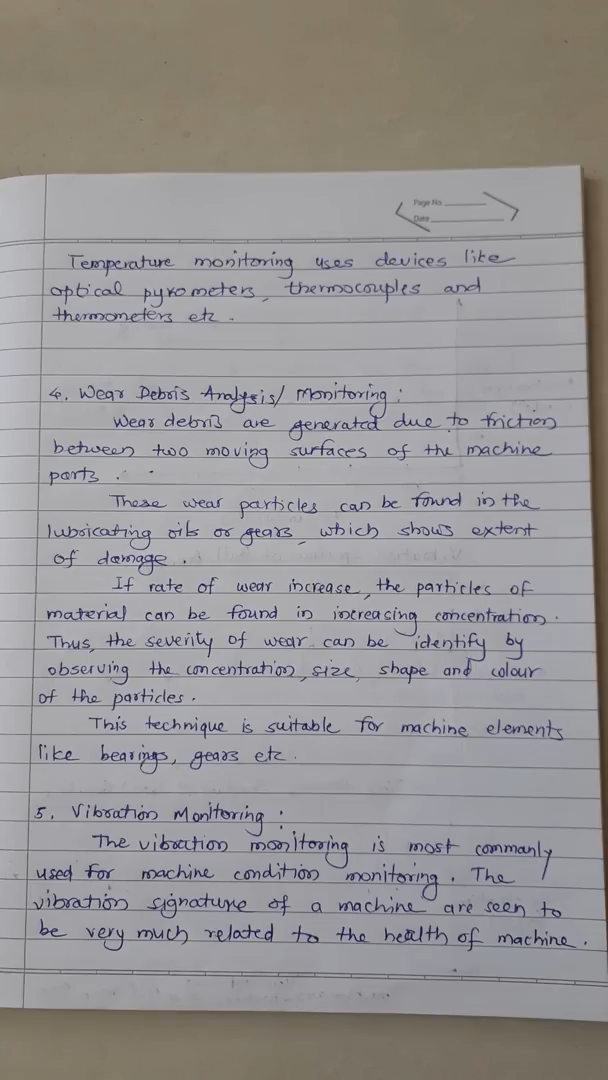 Page No.
Date
Temperature monitoring uses devices like
optical pyrometers, thermocouples and
thermometers etc.
4. Wear Debris Analysis/ Monitoring :
Wear debris are generated due to friction
between two moving surfaces of the machine
parts.
These wear particles can be found in the
lubricating oils or gears, which shows extent
of damage.
If rate of wear increase, the particles of
material can be found in increasing concentration.
Thus, the severity of wear can be identify by
observing the concentration, size, shape and colour
of the particles.
This technique is suitable for machine elements
like bearings, gears etc.
5. Vibration Monitoring :
The vibration monitoring is most commanly
used for machine condition monitoring. The
vibration signature of a machine are seen to
be very much related to the health of machine.